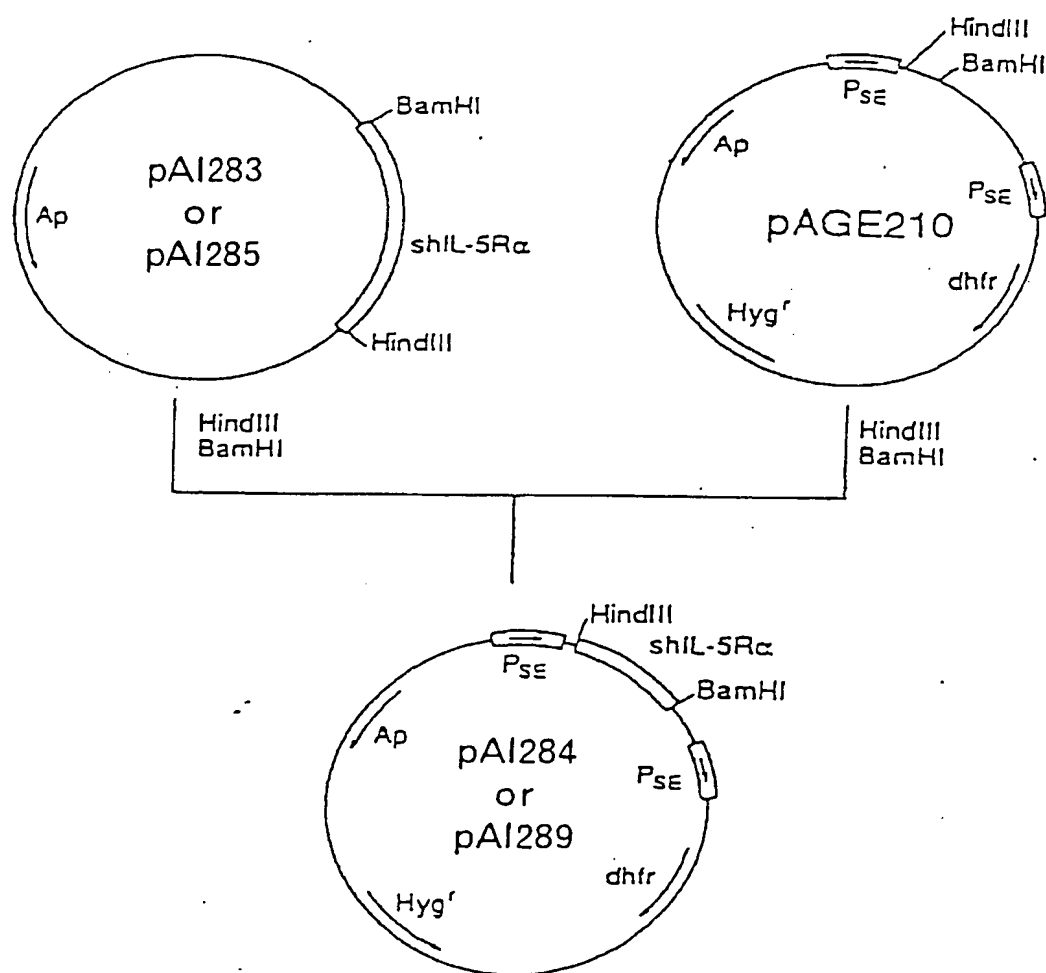 BamHI
pAI283
or
pAI285
Ap
shIL-5Rα
HindIII
HindIII
BamHI
PSE
Ap
PSE
pAGE210
dhfr
Hygr
HindIII
BamHI
HindIII
BamHI
HindIII
shIL-5Rα
PSE
BamHI
Ap
PSE
pAI284
or
pAI289
dhfr
Hygr